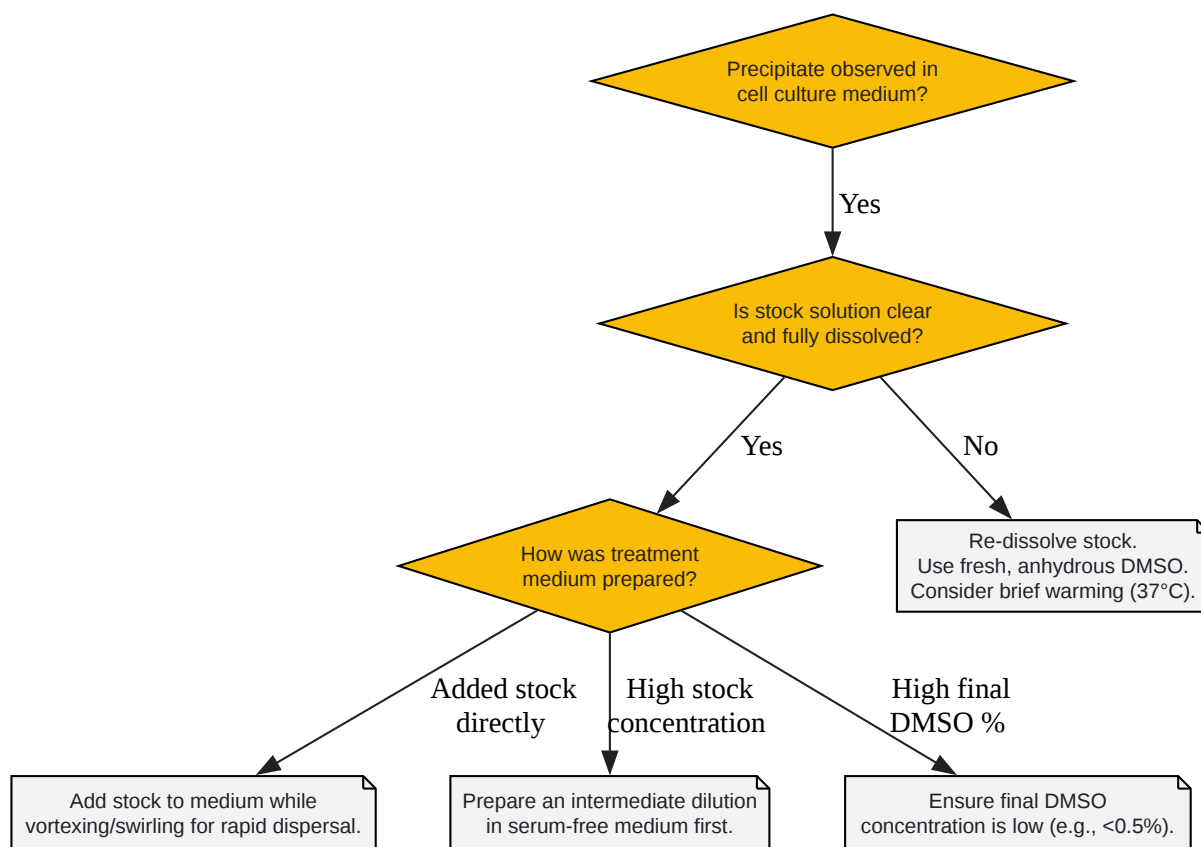 Precipitate observed in
cell culture medium?
Yes
Is stock solution clear
and fully dissolved?
Yes
No
How was treatment
medium prepared?
Re-dissolve stock.
Use fresh, anhydrous DMSO.
Consider brief warming (37°C).
Added stock
directly
High stock
concentration
High final
DMSO %
Add stock to medium while
vortexing/swirling for rapid dispersal.
Prepare an intermediate dilution
in serum-free medium first.
Ensure final DMSO
concentration is low (e.g., <0.5%).